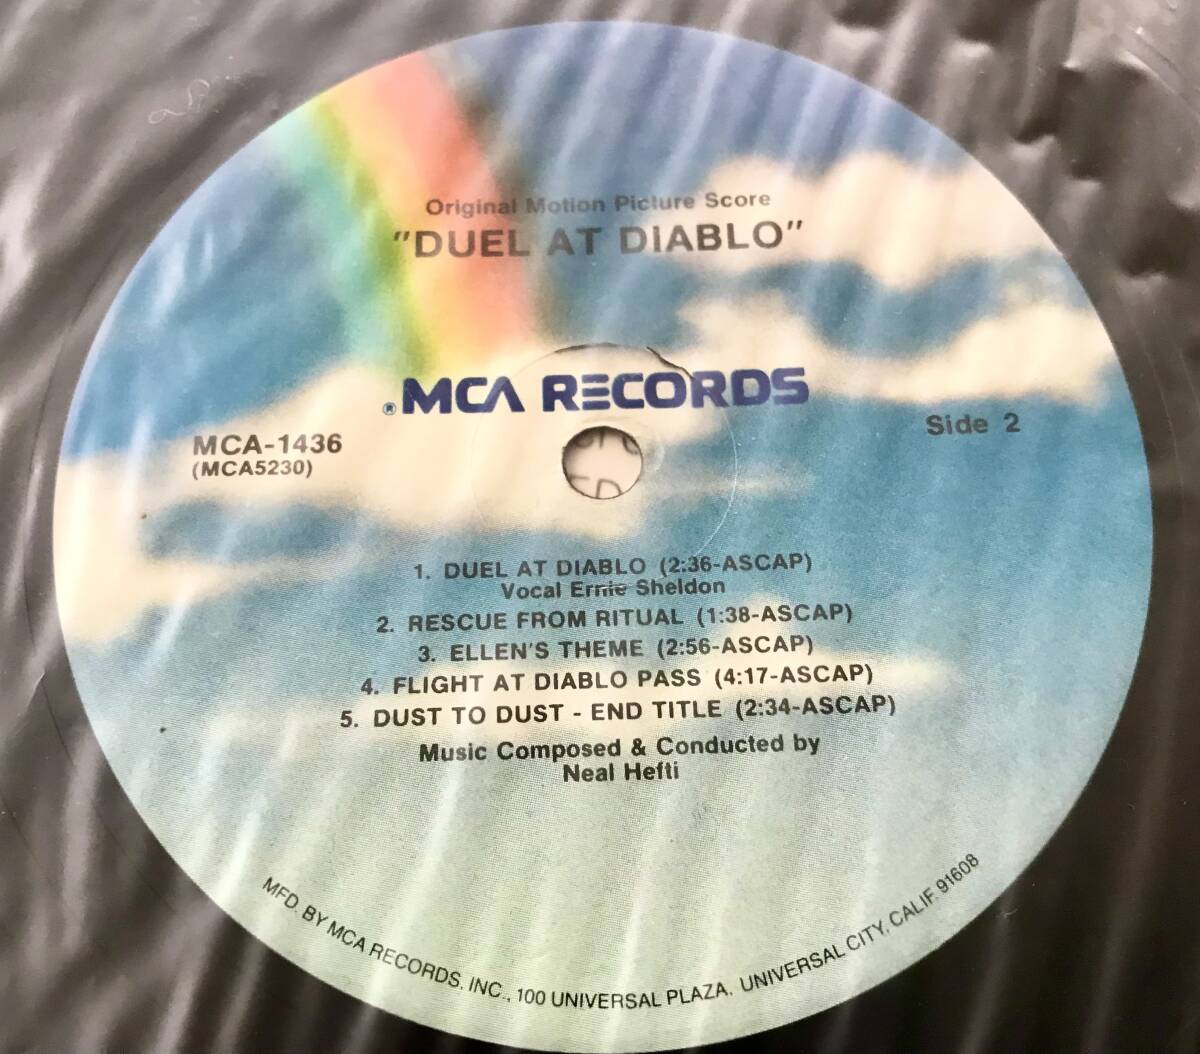 Original Motion Picture Score
"DUEL AT DIABLO"
® MCA RECORDS
MCA-1436
(MCA5230)
Side 2
1. DUEL AT DIABLO (2:36-ASCAP)
Vocal Ernie Sheldon
2. RESCUE FROM RITUAL (1:38-ASCAP)
3. ELLEN'S THEME (2:56-ASCAP)
4. FLIGHT AT DIABLO PASS (4:17-ASCAP)
5. DUST TO DUST - END TITLE (2:34-ASCAP)
Music Composed & Conducted by
Neal Hefti
MFD. BY MCA RECORDS, INC., 100 UNIVERSAL PLAZA, UNIVERSAL CITY, CALIF. 91608